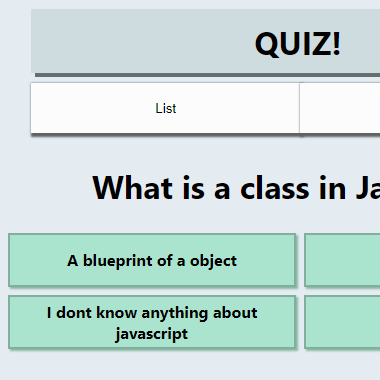 QUIZ!
List
What is a class in Ja
A blueprint of a object
I dont know anything about
javascript